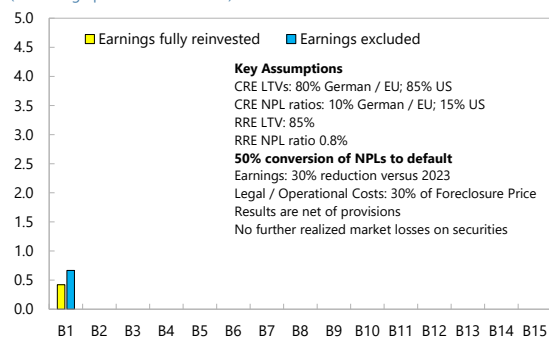 5.0
4.5
4.0
3.5
3.0
2.5
2.0
1.5
1.0
0.5
0.0
Earnings fully reinvested
Earnings excluded
Key Assumptions
CRE LTVs: 80% German / EU; 85% US
CRE NPL ratios: 10% German / EU; 15% US
RRE LTV: 85%
RRE NPL ratio 0.8%
50% conversion of NPLs to default
Earnings: 30% reduction versus 2023
Legal / Operational Costs: 30% of Foreclosure Price
Results are net of provisions
No further realized market losses on securities
B1 B2 B3 B4 B5 B6 B7 B8 B9 B10 B11 B12 B13 B14 B15